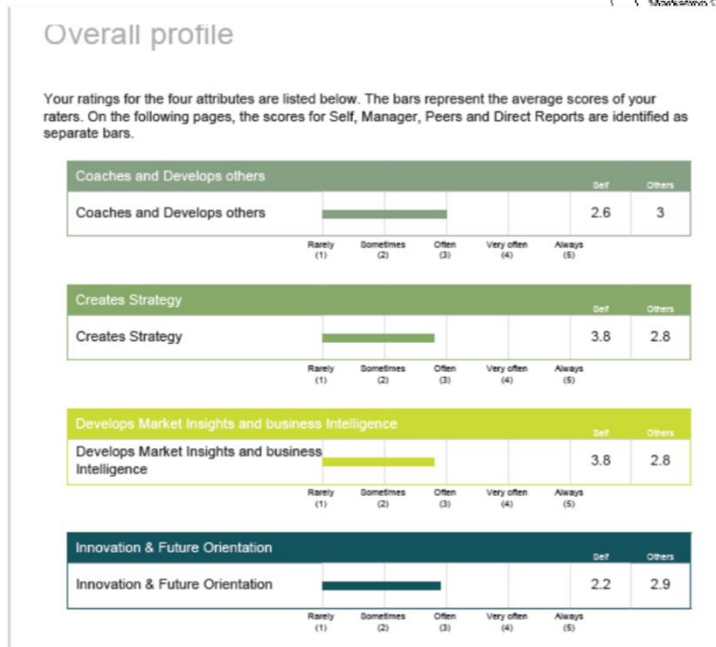 Overall profile
Your ratings for the four attributes are listed below. The bars represent the average scores of your
raters. On the following pages, the scores for Self, Manager, Peers and Direct Reports are identified as
separate bars.
Coaches and Develops others Self Others
Coaches and Develops others 2.6 3
Rarely Sometimes Often Very often Always
(1) (2) (3) (4) (5)
Creates Strategy Self Others
Creates Strategy 3.8 2.8
Rarely Sometimes Often Very often Always
(1) (2) (3) (4) (5)
Develops Market Insights and business Intelligence Self Others
Develops Market Insights and business
Intelligence 3.8 2.8
Rarely Sometimes Often Very often Always
(1) (2) (3) (4) (5)
Innovation & Future Orientation Self Others
Innovation & Future Orientation 2.2 2.9
Rarely Sometimes Often Very often Always
(1) (2) (3) (4) (5)